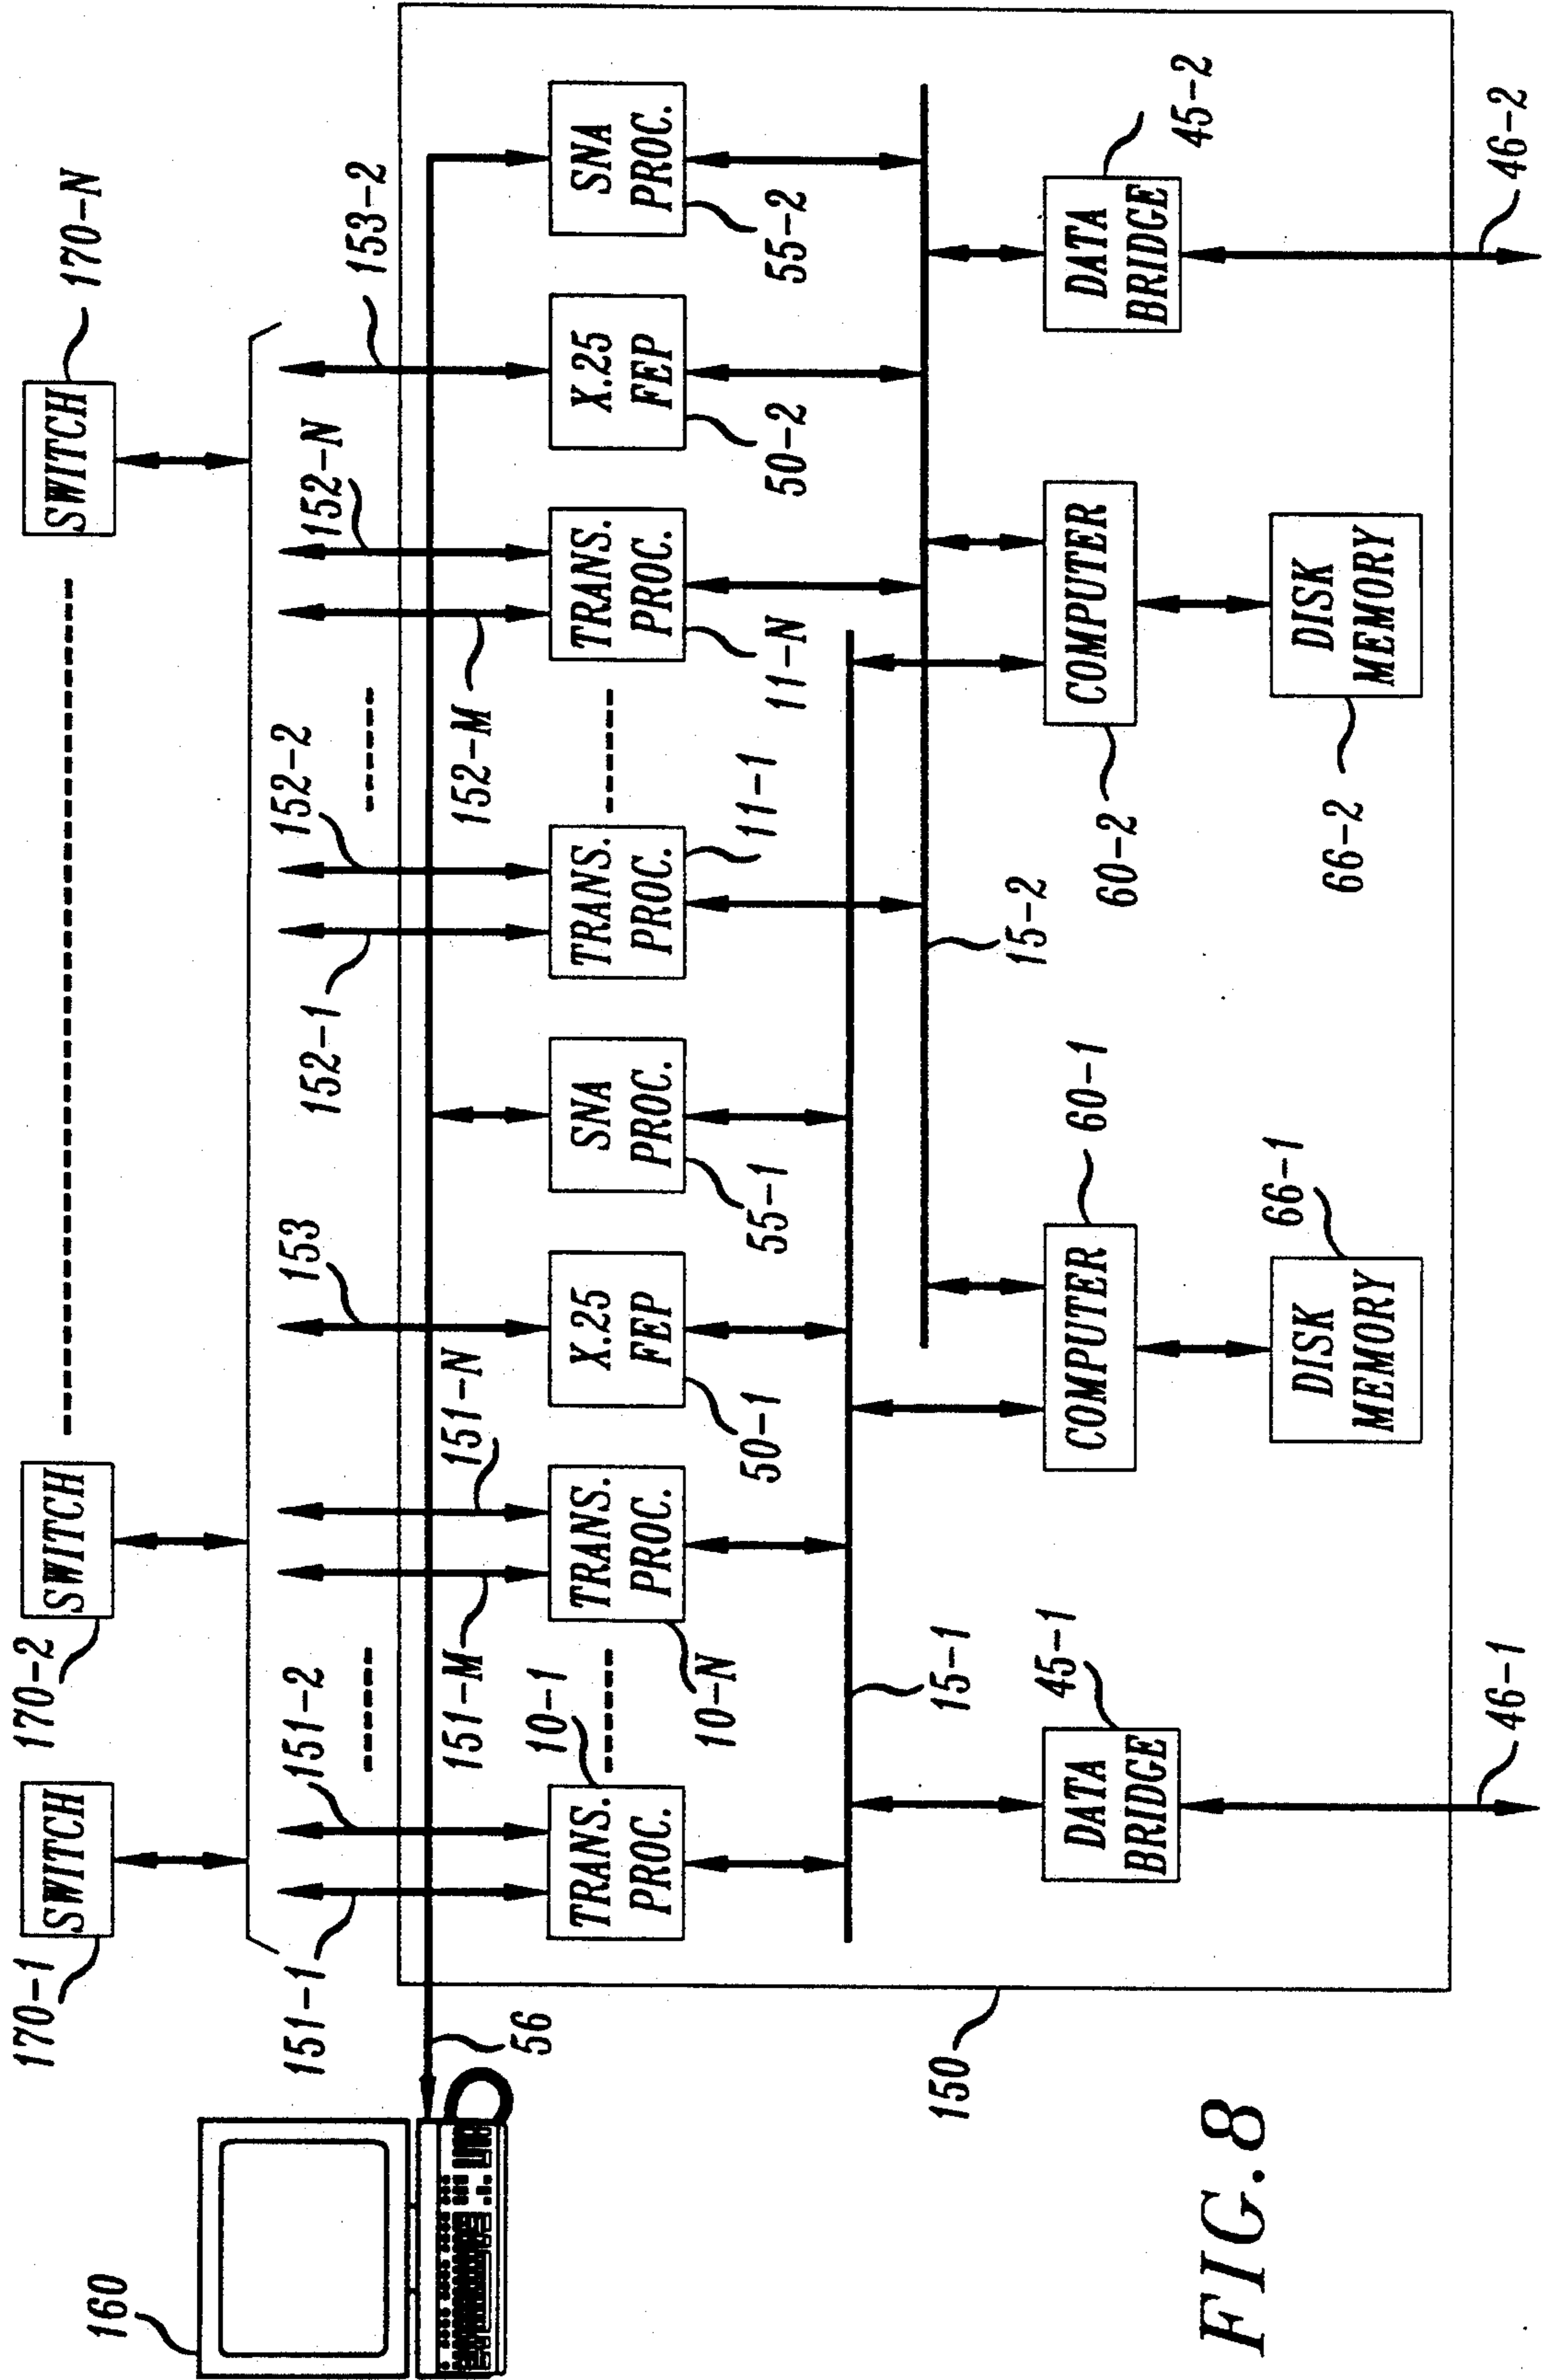 170-1
SWITCH
170-2
SWITCH
SWITCH
170-N
151-1
151-2
151-M
151-N
153
152-1
152-2
152-M
152-N
153-2
160
56
TRANS.
PROC.
10-1
TRANS.
PROC.
10-N
X.25
FEP
50-1
SNA
PROC.
55-1
TRANS.
PROC.
11-1
TRANS.
PROC.
11-N
X.25
FEP
50-2
SNA
PROC.
55-2
15-1
15-2
DATA
BRIDGE
45-1
COMPUTER
60-1
COMPUTER
60-2
DATA
BRIDGE
45-2
DISK
MEMORY
66-1
DISK
MEMORY
66-2
46-1
46-2
150
FIG.8